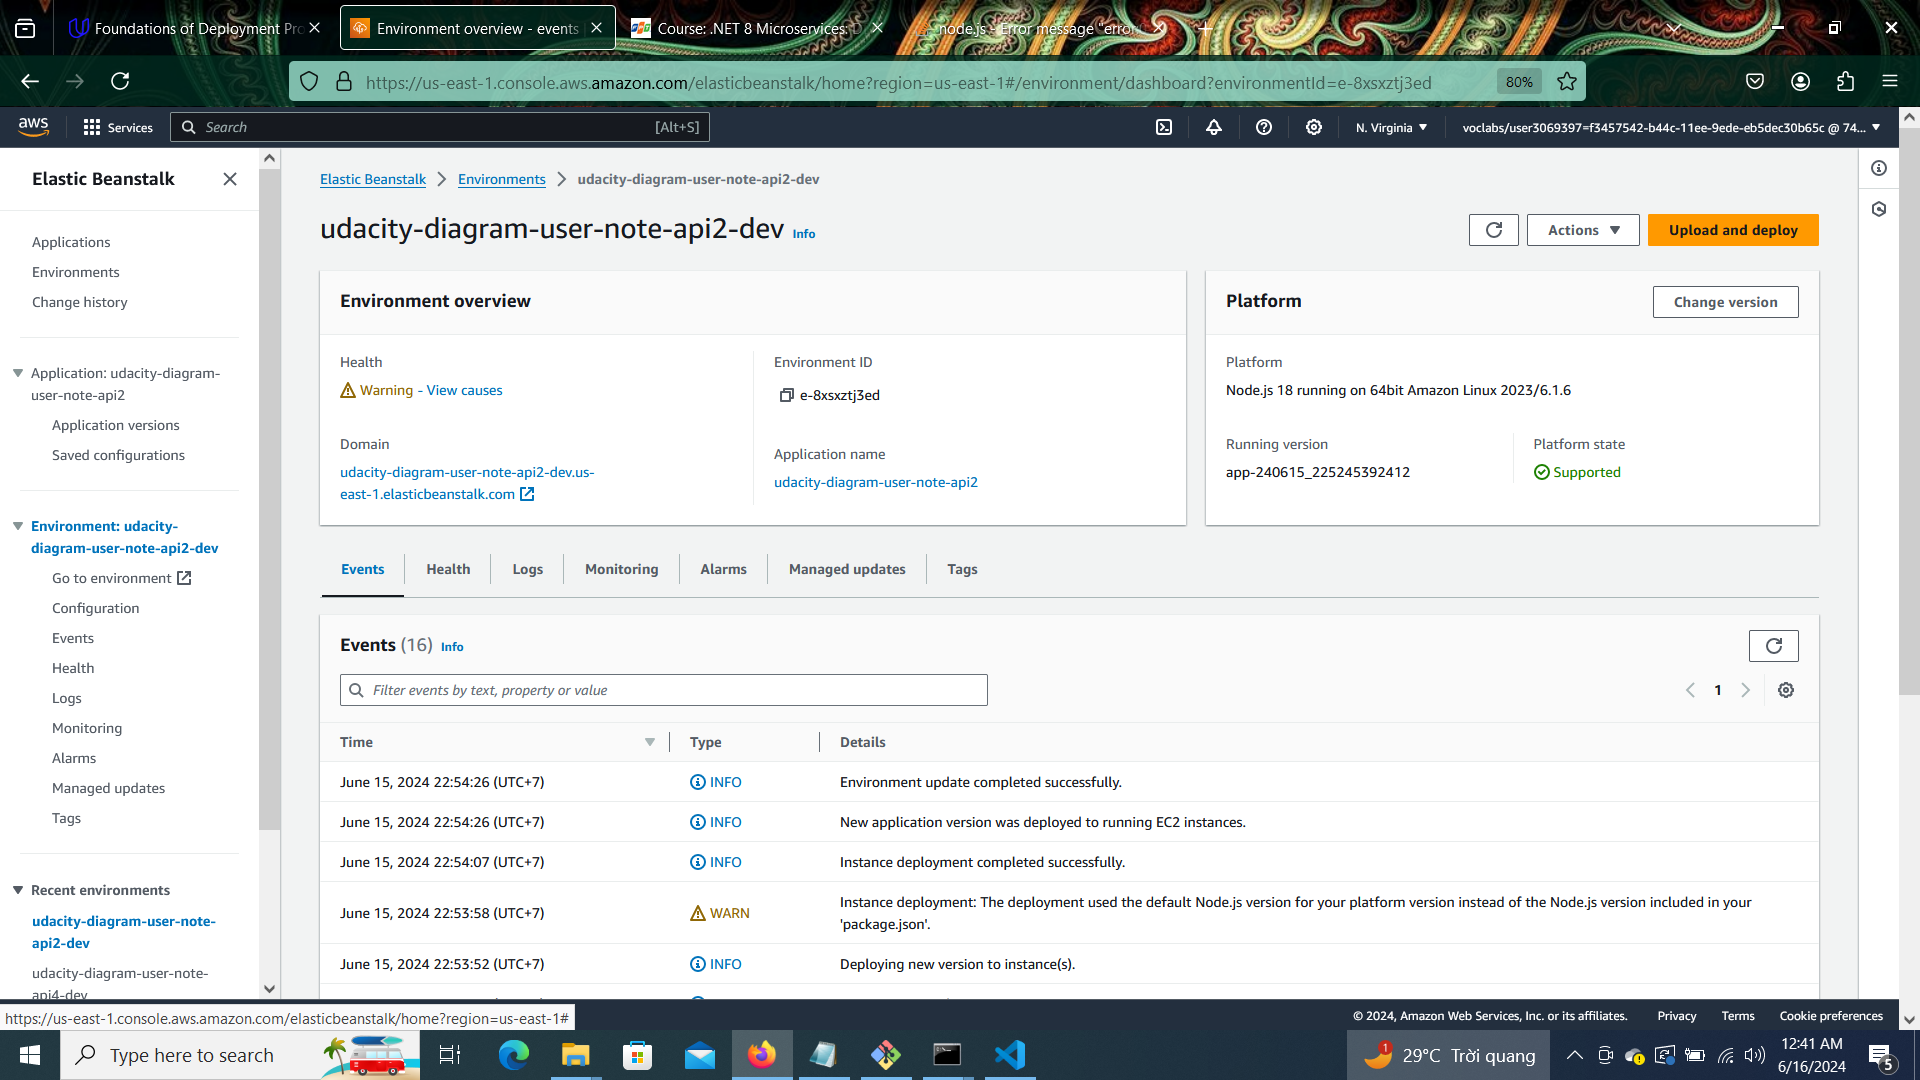 Foundations of Deployment Pro
Environment overview - events
Course: .NET 8 Microservices: D
node.js - Error message "error:
https://us-east-1.console.aws.amazon.com/elasticbeanstalk/home?region=us-east-1#/environment/dashboard?environmentId=e-8xsxztj3ed
80%
aws
Services
Search
[Alt+S]
N. Virginia
voclabs/user3069397=f3457542-b44c-11ee-9ede-eb5dec30b65c @ 74...
Elastic Beanstalk
Applications
Environments
Change history
Application: udacity-diagram-
user-note-api2
Application versions
Saved configurations
Environment: udacity-
diagram-user-note-api2-dev
Go to environment
Configuration
Events
Health
Logs
Monitoring
Alarms
Managed updates
Tags
Recent environments
udacity-diagram-user-note-
api2-dev
udacity-diagram-user-note-
api4-dev
Elastic Beanstalk
Environments
udacity-diagram-user-note-api2-dev
udacity-diagram-user-note-api2-dev Info
Actions
Upload and deploy
Environment overview
Health
Warning - View causes
Domain
udacity-diagram-user-note-api2-dev.us-
east-1.elasticbeanstalk.com
Environment ID
e-8xsxztj3ed
Application name
udacity-diagram-user-note-api2
Platform
Change version
Platform
Node.js 18 running on 64bit Amazon Linux 2023/6.1.6
Running version
app-240615_225245392412
Platform state
Supported
Events
Health
Logs
Monitoring
Alarms
Managed updates
Tags
Events (16) Info
Filter events by text, property or value
1
Time
Type
Details
June 15, 2024 22:54:26 (UTC+7)
INFO
Environment update completed successfully.
June 15, 2024 22:54:26 (UTC+7)
INFO
New application version was deployed to running EC2 instances.
June 15, 2024 22:54:07 (UTC+7)
INFO
Instance deployment completed successfully.
June 15, 2024 22:53:58 (UTC+7)
WARN
Instance deployment: The deployment used the default Node.js version for your platform version instead of the Node.js version included in your
'package.json'.
June 15, 2024 22:53:52 (UTC+7)
INFO
Deploying new version to instance(s).
https://us-east-1.console.aws.amazon.com/elasticbeanstalk/home?region=us-east-1#
© 2024, Amazon Web Services, Inc. or its affiliates.
Privacy
Terms
Cookie preferences
Type here to search
1
29°C Trời quang
12:41 AM
6/16/2024
5